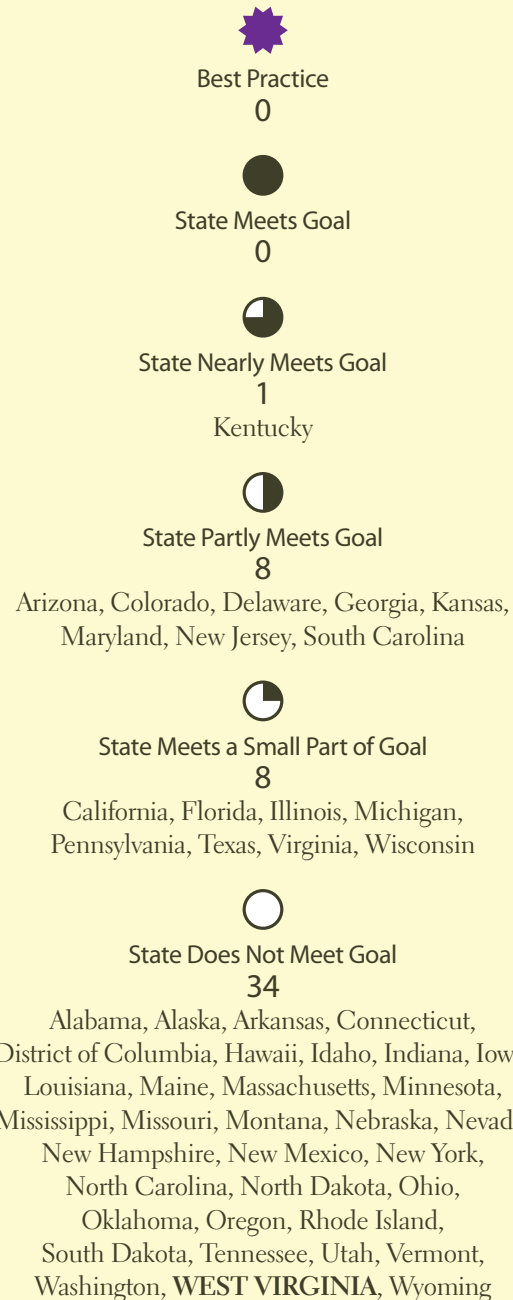 Best Practice
0
State Meets Goal
0
State Nearly Meets Goal
1
Kentucky
State Partly Meets Goal
8
Arizona, Colorado, Delaware, Georgia, Kansas,
Maryland, New Jersey, South Carolina
State Meets a Small Part of Goal
8
California, Florida, Illinois, Michigan,
Pennsylvania, Texas, Virginia, Wisconsin
State Does Not Meet Goal
34
Alabama, Alaska, Arkansas, Connecticut,
District of Columbia, Hawaii, Idaho, Indiana, Iow
Louisiana, Maine, Massachusetts, Minnesota,
Mississippi, Missouri, Montana, Nebraska, Nevad
New Hampshire, New Mexico, New York,
North Carolina, North Dakota, Ohio,
Oklahoma, Oregon, Rhode Island,
South Dakota, Tennessee, Utah, Vermont,
Washington, WEST VIRGINIA, Wyoming